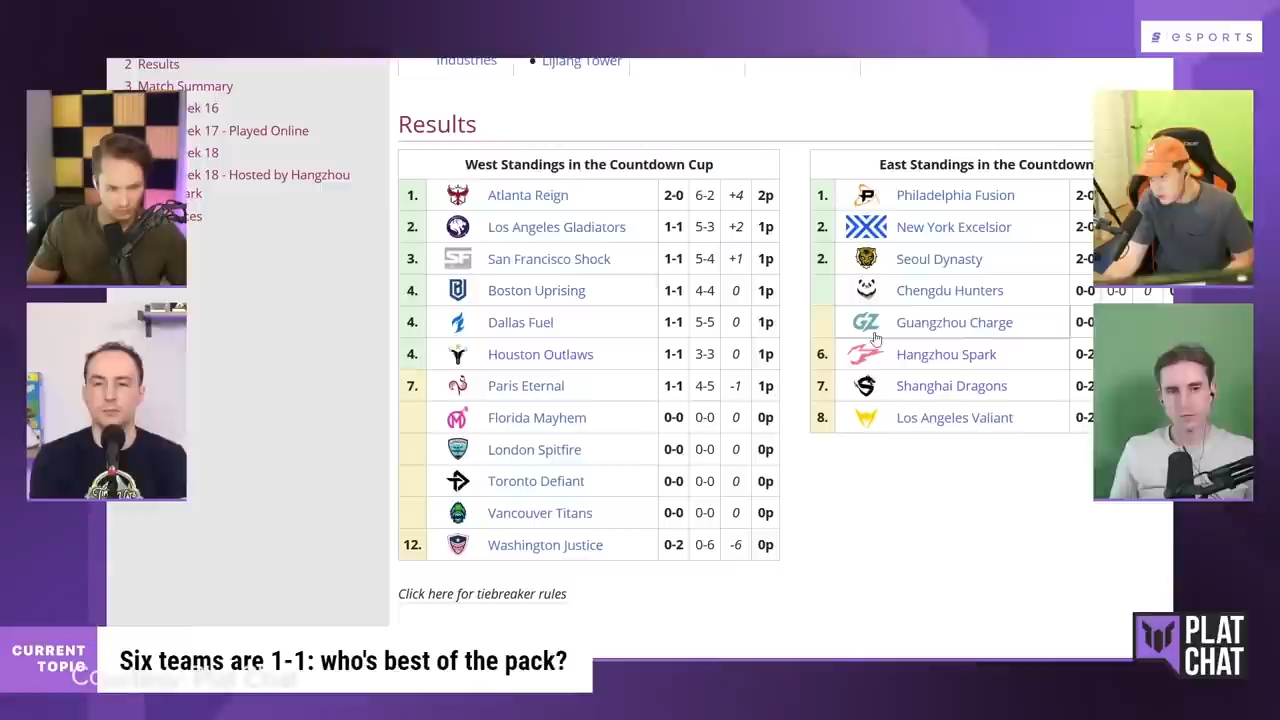 ESPORTS
Industries
Lijiang Tower
2 Results
3 Match Summary
ek 16
ek 17 - Played Online
ek 18
ek 18 - Hosted by Hangzhou
ark
ces
Results
West Standings in the Countdown Cup
1. Atlanta Reign 2-0 6-2 +4 2p
2. Los Angeles Gladiators 1-1 5-3 +2 1p
3. San Francisco Shock 1-1 5-4 +1 1p
4. Boston Uprising 1-1 4-4 0 1p
4. Dallas Fuel 1-1 5-5 0 1p
4. Houston Outlaws 1-1 3-3 0 1p
7. Paris Eternal 1-1 4-5 -1 1p
Florida Mayhem 0-0 0-0 0 0p
London Spitfire 0-0 0-0 0 0p
Toronto Defiant 0-0 0-0 0 0p
Vancouver Titans 0-0 0-0 0 0p
12. Washington Justice 0-2 0-6 -6 0p
East Standings in the Countdown
1. Philadelphia Fusion 2-0
2. New York Excelsior 2-0
2. Seoul Dynasty 2-0
Chengdu Hunters 0-0 0-0 0
Guangzhou Charge 0-0
6. Hangzhou Spark 0-2
7. Shanghai Dragons 0-2
8. Los Angeles Valiant 0-2
Click here for tiebreaker rules
CURRENT
TOPIC
Six teams are 1-1: who's best of the pack?
Courtesy: Plat Chat
PLAT
CHAT